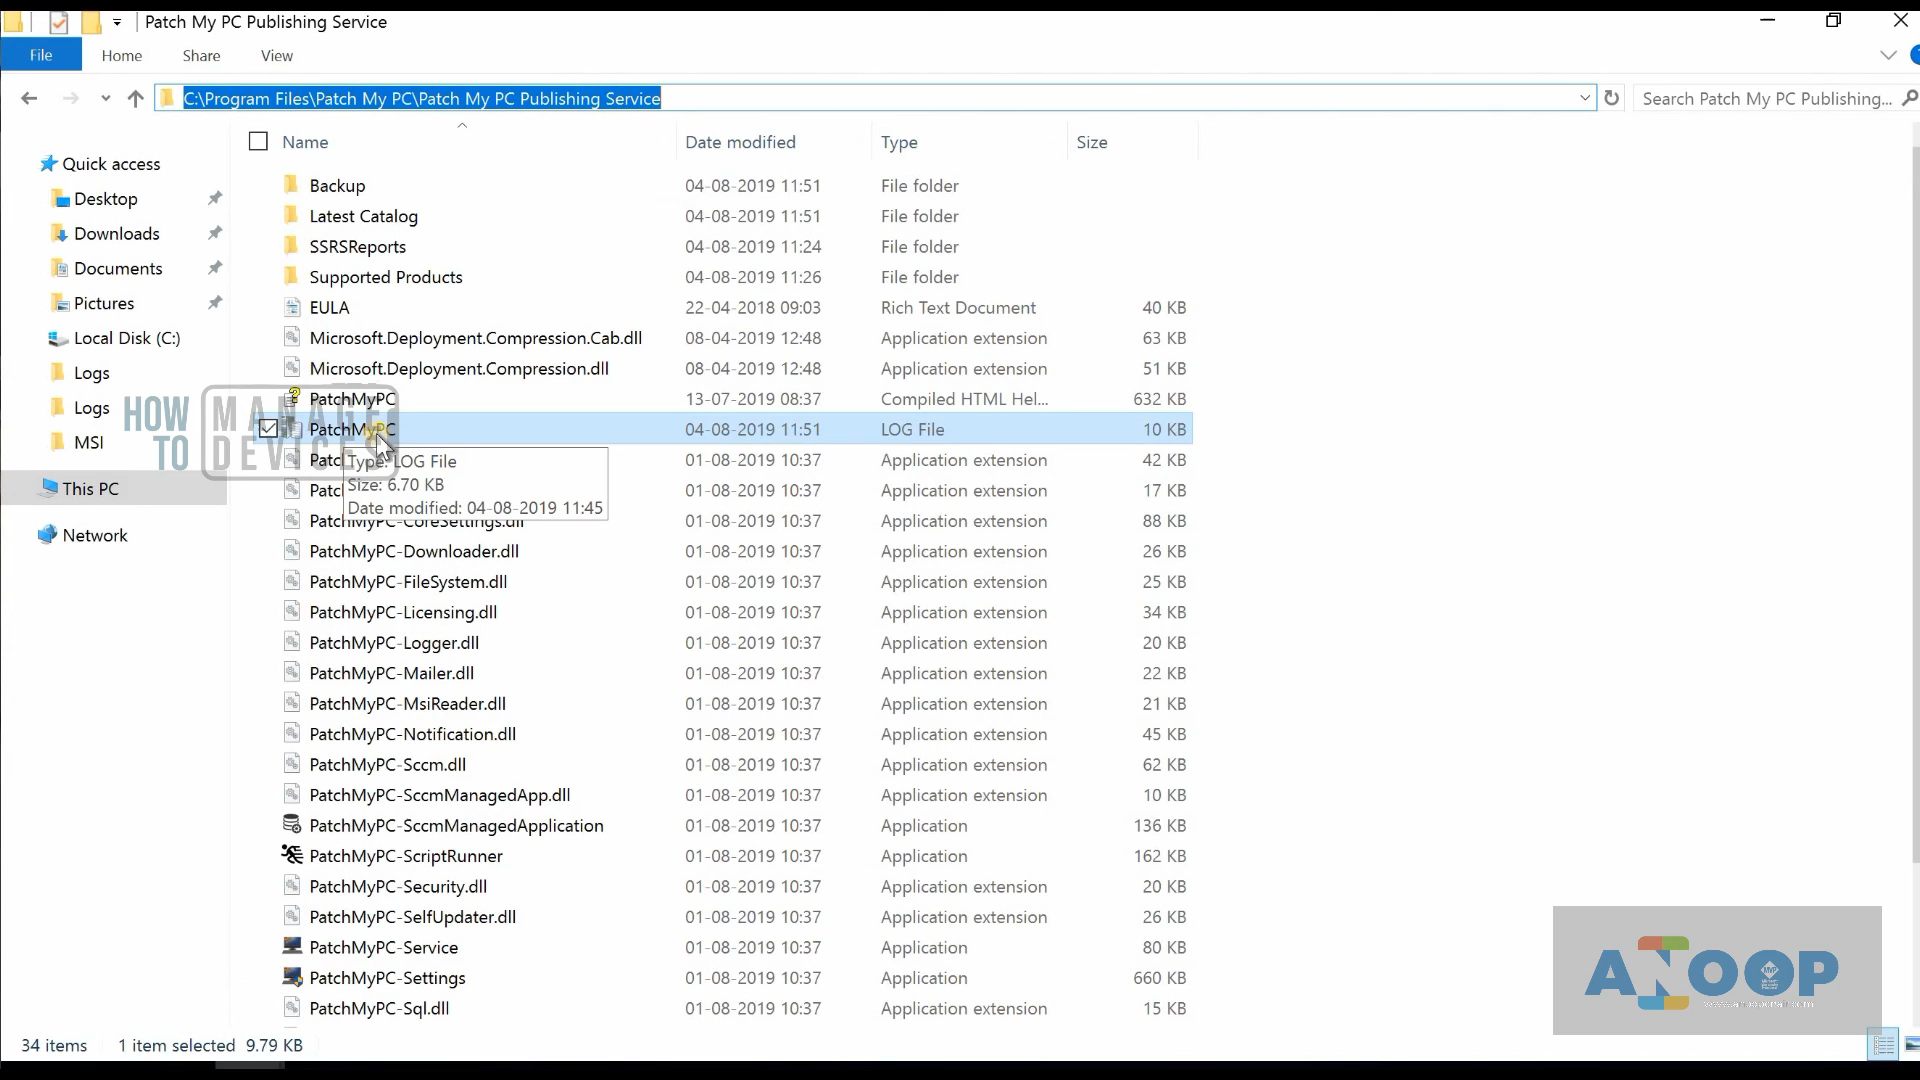 Patch My PC Publishing Service
File Home Share View
C:\Program Files\Patch My PC\Patch My PC Publishing Service
Search Patch My PC Publishing...
Quick access
Desktop
Downloads
Documents
Pictures
Local Disk (C:)
Logs
Logs
MSI
This PC
Network
Name Date modified Type Size
Backup 04-08-2019 11:51 File folder
Latest Catalog 04-08-2019 11:51 File folder
SSRSReports 04-08-2019 11:24 File folder
Supported Products 04-08-2019 11:26 File folder
EULA 22-04-2018 09:03 Rich Text Document 40 KB
Microsoft.Deployment.Compression.Cab.dll 08-04-2019 12:48 Application extension 63 KB
Microsoft.Deployment.Compression.dll 08-04-2019 12:48 Application extension 51 KB
PatchMyPC 13-07-2019 08:37 Compiled HTML Hel... 632 KB
PatchMyPC 04-08-2019 11:51 LOG File 10 KB
Patc 01-08-2019 10:37 Application extension 42 KB
Patc 01-08-2019 10:37 Application extension 17 KB
PatchMyPC-CoreSettings.dll 01-08-2019 10:37 Application extension 88 KB
PatchMyPC-Downloader.dll 01-08-2019 10:37 Application extension 26 KB
PatchMyPC-FileSystem.dll 01-08-2019 10:37 Application extension 25 KB
PatchMyPC-Licensing.dll 01-08-2019 10:37 Application extension 34 KB
PatchMyPC-Logger.dll 01-08-2019 10:37 Application extension 20 KB
PatchMyPC-Mailer.dll 01-08-2019 10:37 Application extension 22 KB
PatchMyPC-MsiReader.dll 01-08-2019 10:37 Application extension 21 KB
PatchMyPC-Notification.dll 01-08-2019 10:37 Application extension 45 KB
PatchMyPC-Sccm.dll 01-08-2019 10:37 Application extension 62 KB
PatchMyPC-SccmManagedApp.dll 01-08-2019 10:37 Application extension 10 KB
PatchMyPC-SccmManagedApplication 01-08-2019 10:37 Application 136 KB
PatchMyPC-ScriptRunner 01-08-2019 10:37 Application 162 KB
PatchMyPC-Security.dll 01-08-2019 10:37 Application extension 20 KB
PatchMyPC-SelfUpdater.dll 01-08-2019 10:37 Application extension 26 KB
PatchMyPC-Service 01-08-2019 10:37 Application 80 KB
PatchMyPC-Settings 01-08-2019 10:37 Application 660 KB
PatchMyPC-Sql.dll 01-08-2019 10:37 Application extension 15 KB
Type: LOG File
Size: 6.70 KB
Date modified: 04-08-2019 11:45
HOW MANAGE
TO DEVICES
ANOOP
34 items 1 item selected 9.79 KB